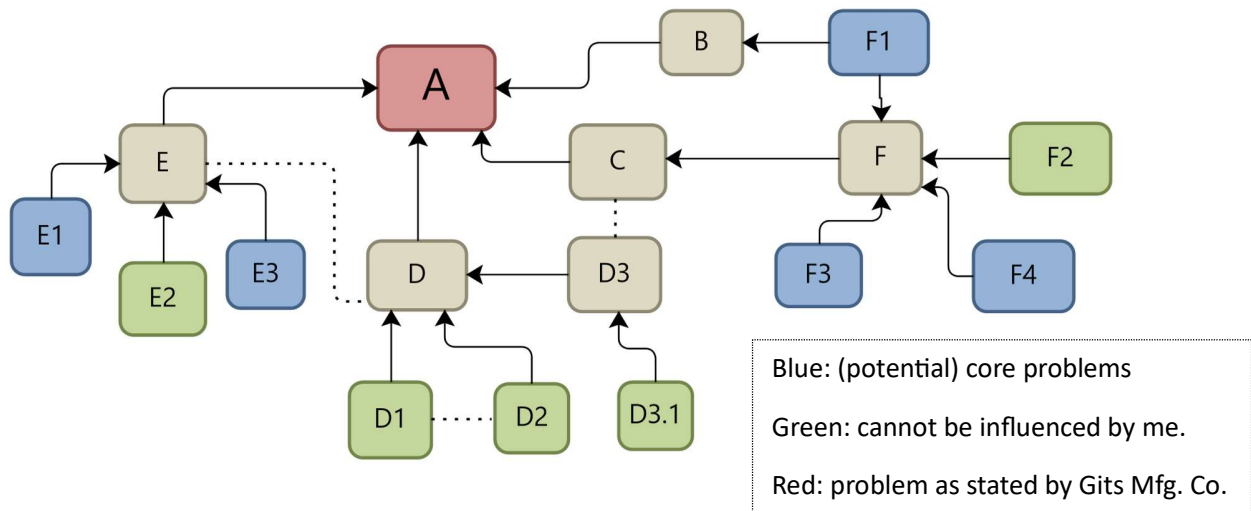 B
F1
A
E
C
F
F2
E1
E2
E3
D
D3
F3
F4
D1
D2
D3.1
Blue: (potential) core problems
Green: cannot be influenced by me.
Red: problem as stated by Gits Mfg. Co.